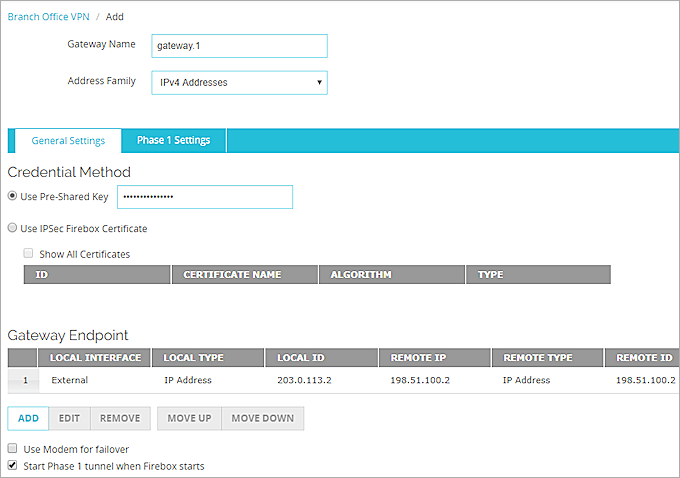 Branch Office VPN / Add
Gateway Name gateway.1
Address Family IPv4 Addresses
General Settings Phase 1 Settings
Credential Method
Use Pre-Shared Key •••••••••••••••
Use IPSec Firebox Certificate
Show All Certificates
ID CERTIFICATE NAME ALGORITHM TYPE
Gateway Endpoint
LOCAL INTERFACE LOCAL TYPE LOCAL ID REMOTE IP REMOTE TYPE REMOTE ID
1 External IP Address 203.0.113.2 198.51.100.2 IP Address 198.51.100.2
ADD EDIT REMOVE MOVE UP MOVE DOWN
Use Modem for failover
Start Phase 1 tunnel when Firebox starts